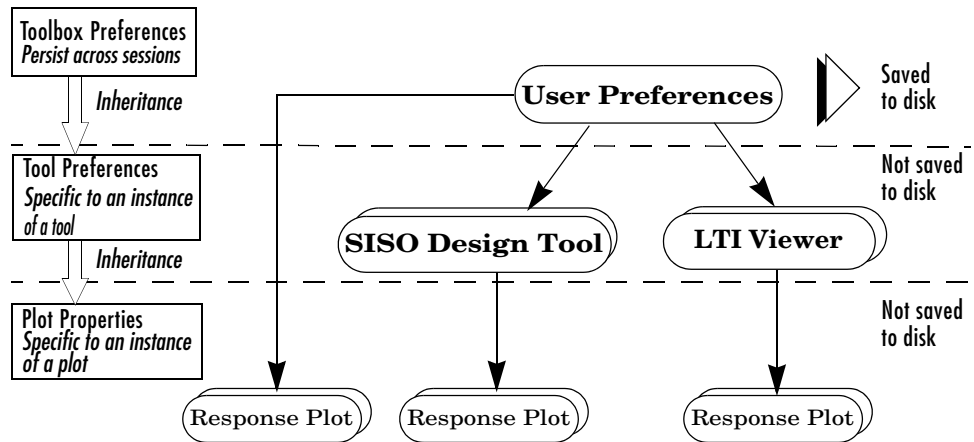 Toolbox Preferences
Persist across sessions
Inheritance
User Preferences
Saved
to disk
Tool Preferences
Specific to an instance
of a tool
Not saved
to disk
SISO Design Tool
LTI Viewer
Inheritance
Plot Properties
Specific to an instance
of a plot
Not saved
to disk
Response Plot
Response Plot
Response Plot